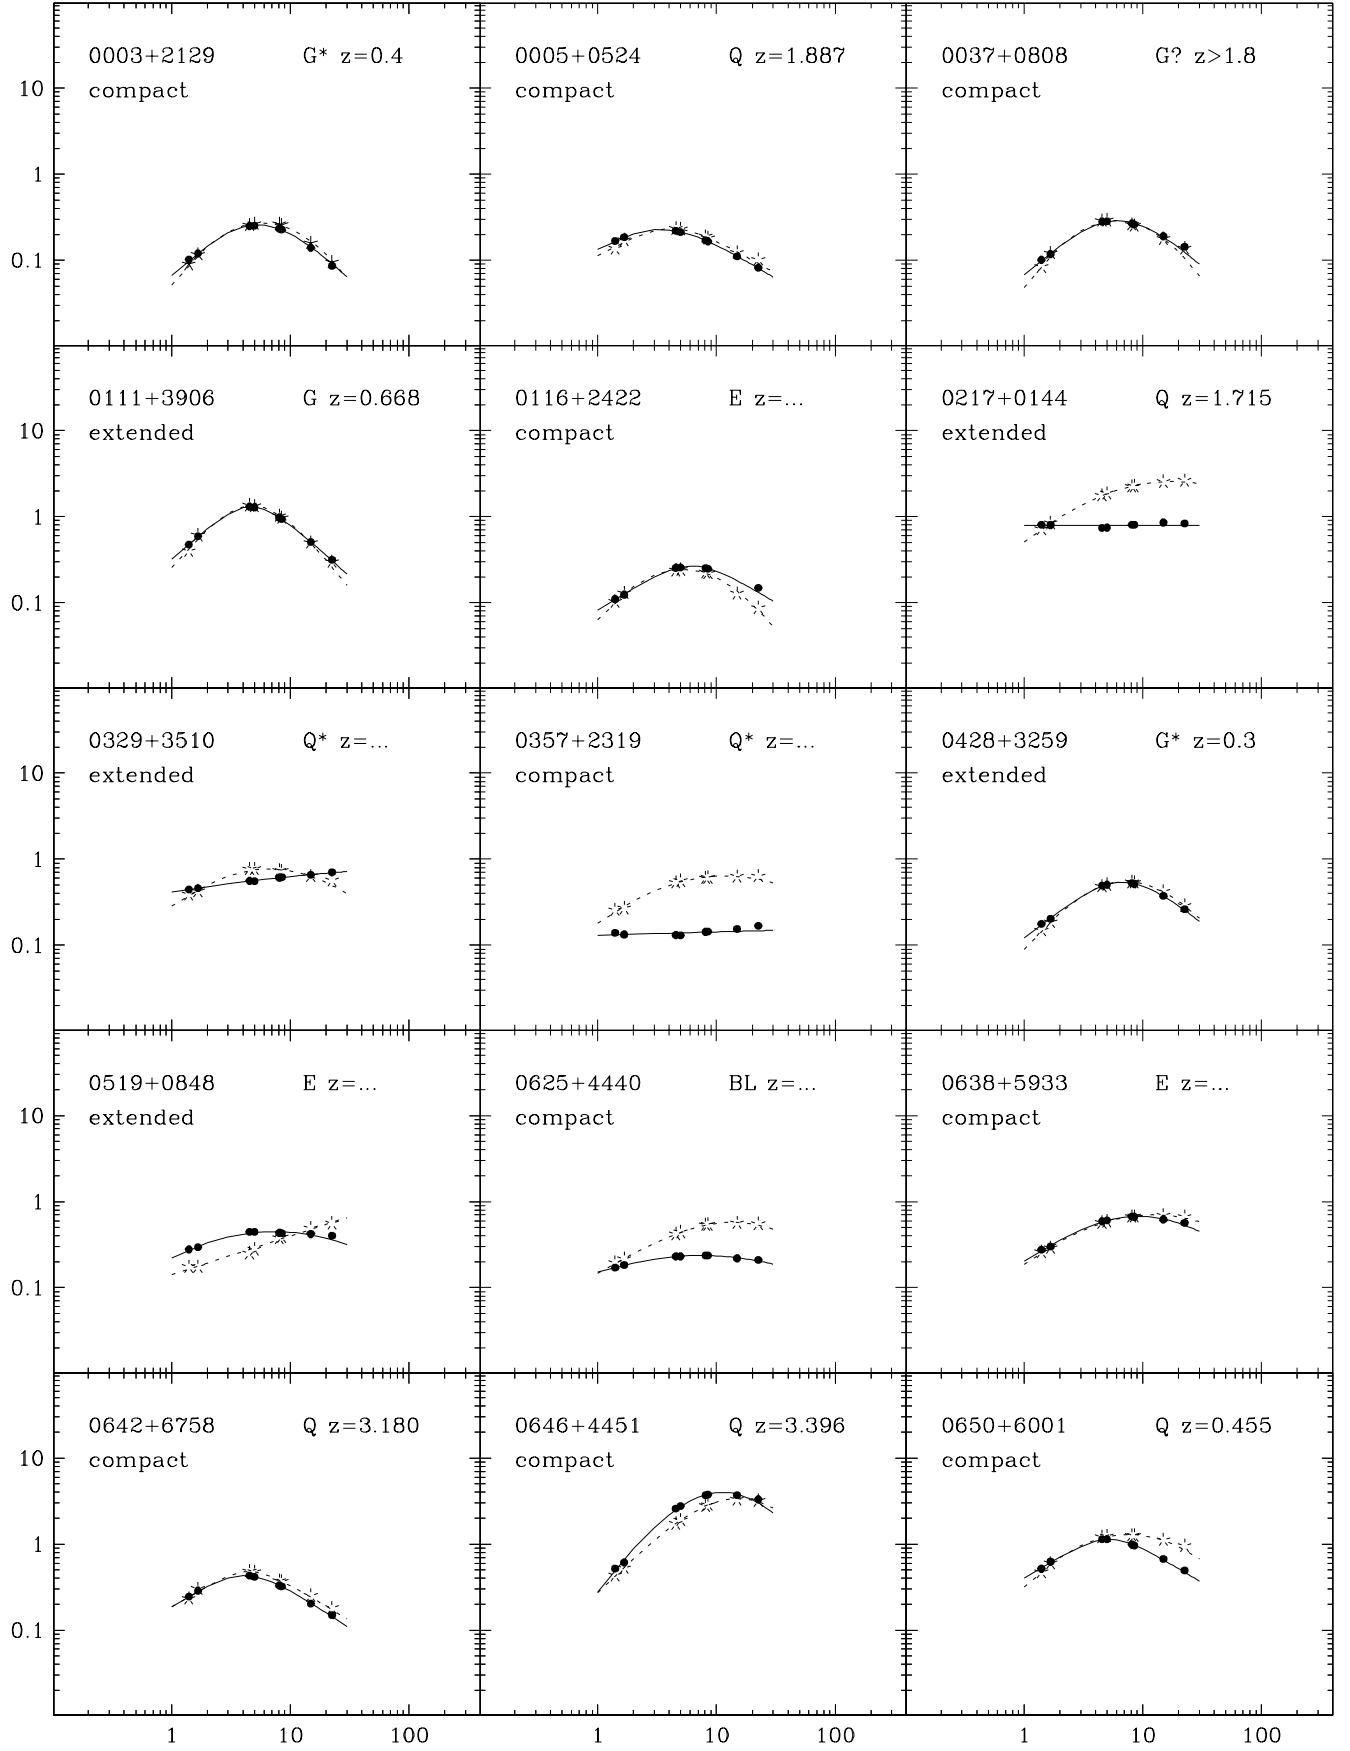 0003+2129 G* z=0.4
compact
0005+0524 Q z=1.887
compact
0037+0808 G? z>1.8
compact
10
1
0.1
0111+3906 G z=0.668
extended
0116+2422 E z=...
compact
0217+0144 Q z=1.715
extended
10
1
0.1
0329+3510 Q* z=...
extended
0357+2319 Q* z=...
compact
0428+3259 G* z=0.3
extended
10
1
0.1
0519+0848 E z=...
extended
0625+4440 BL z=...
compact
0638+5933 E z=...
compact
10
1
0.1
0642+6758 Q z=3.180
compact
0646+4451 Q z=3.396
compact
0650+6001 Q z=0.455
compact
10
1
0.1
1 10 100 1 10 100 1 10 100